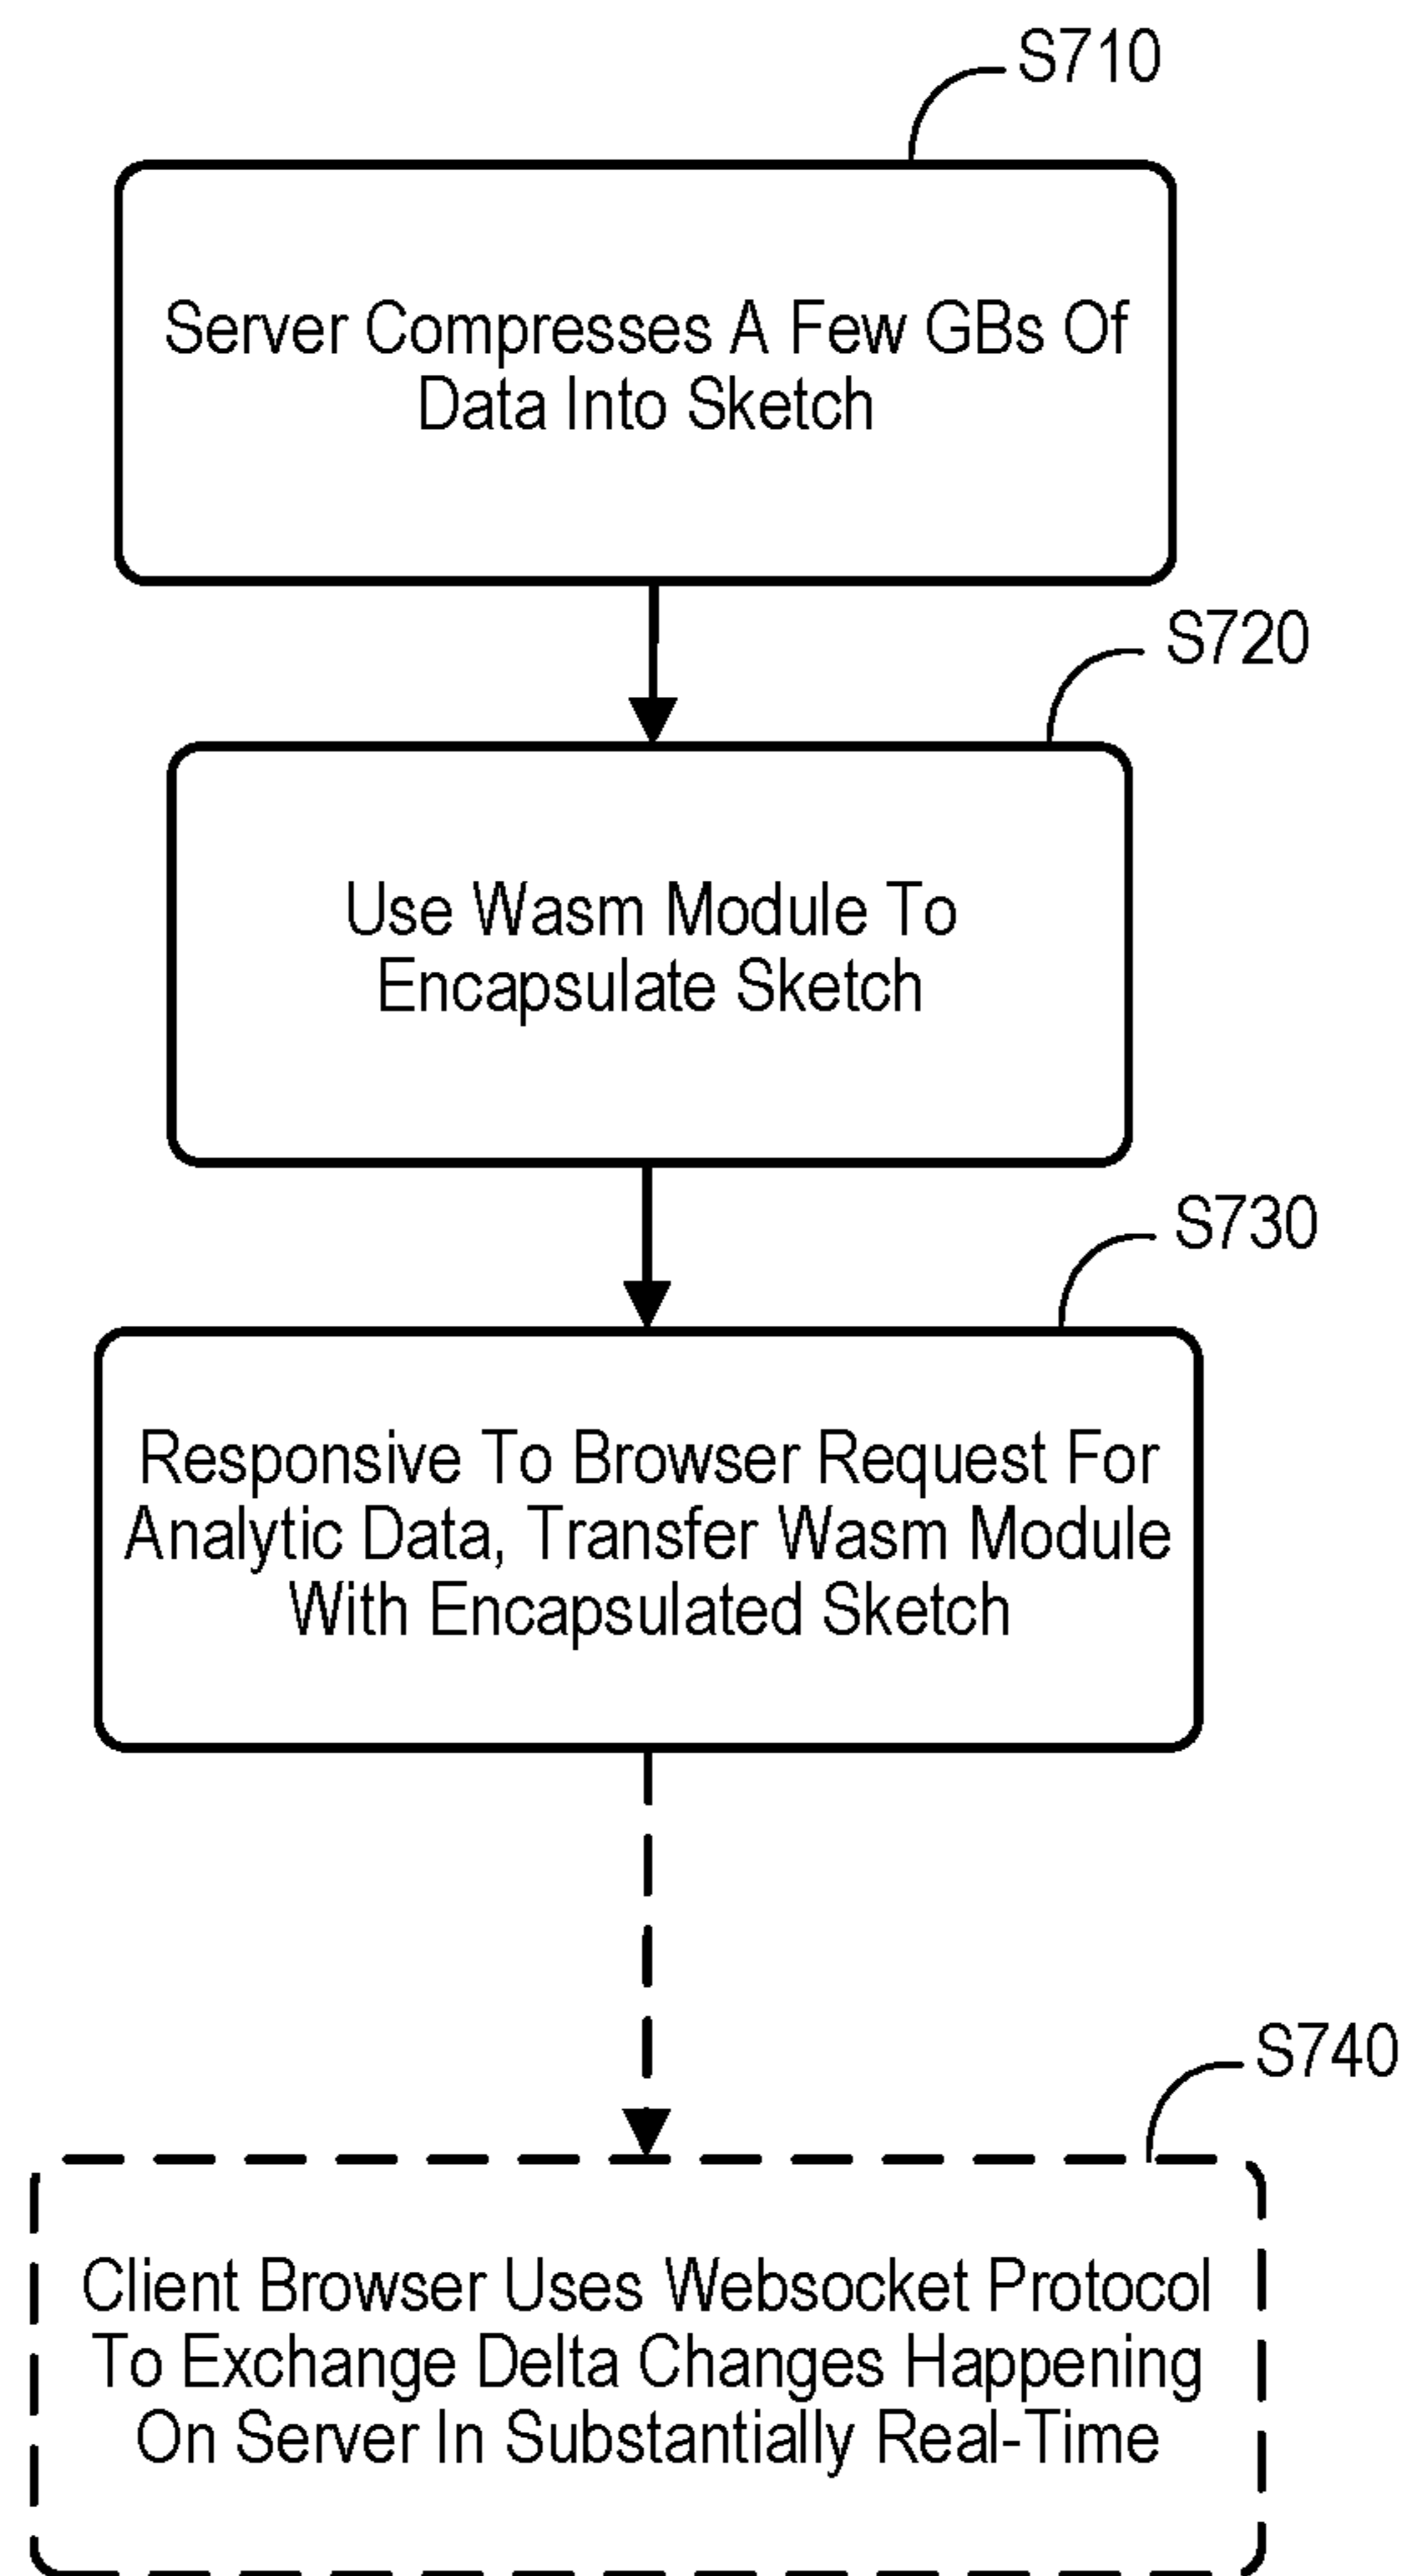 S710
Server Compresses A Few GBs Of
Data Into Sketch
S720
Use Wasm Module To
Encapsulate Sketch
S730
Responsive To Browser Request For
Analytic Data, Transfer Wasm Module
With Encapsulated Sketch
S740
Client Browser Uses Websocket Protocol
To Exchange Delta Changes Happening
On Server In Substantially Real-Time